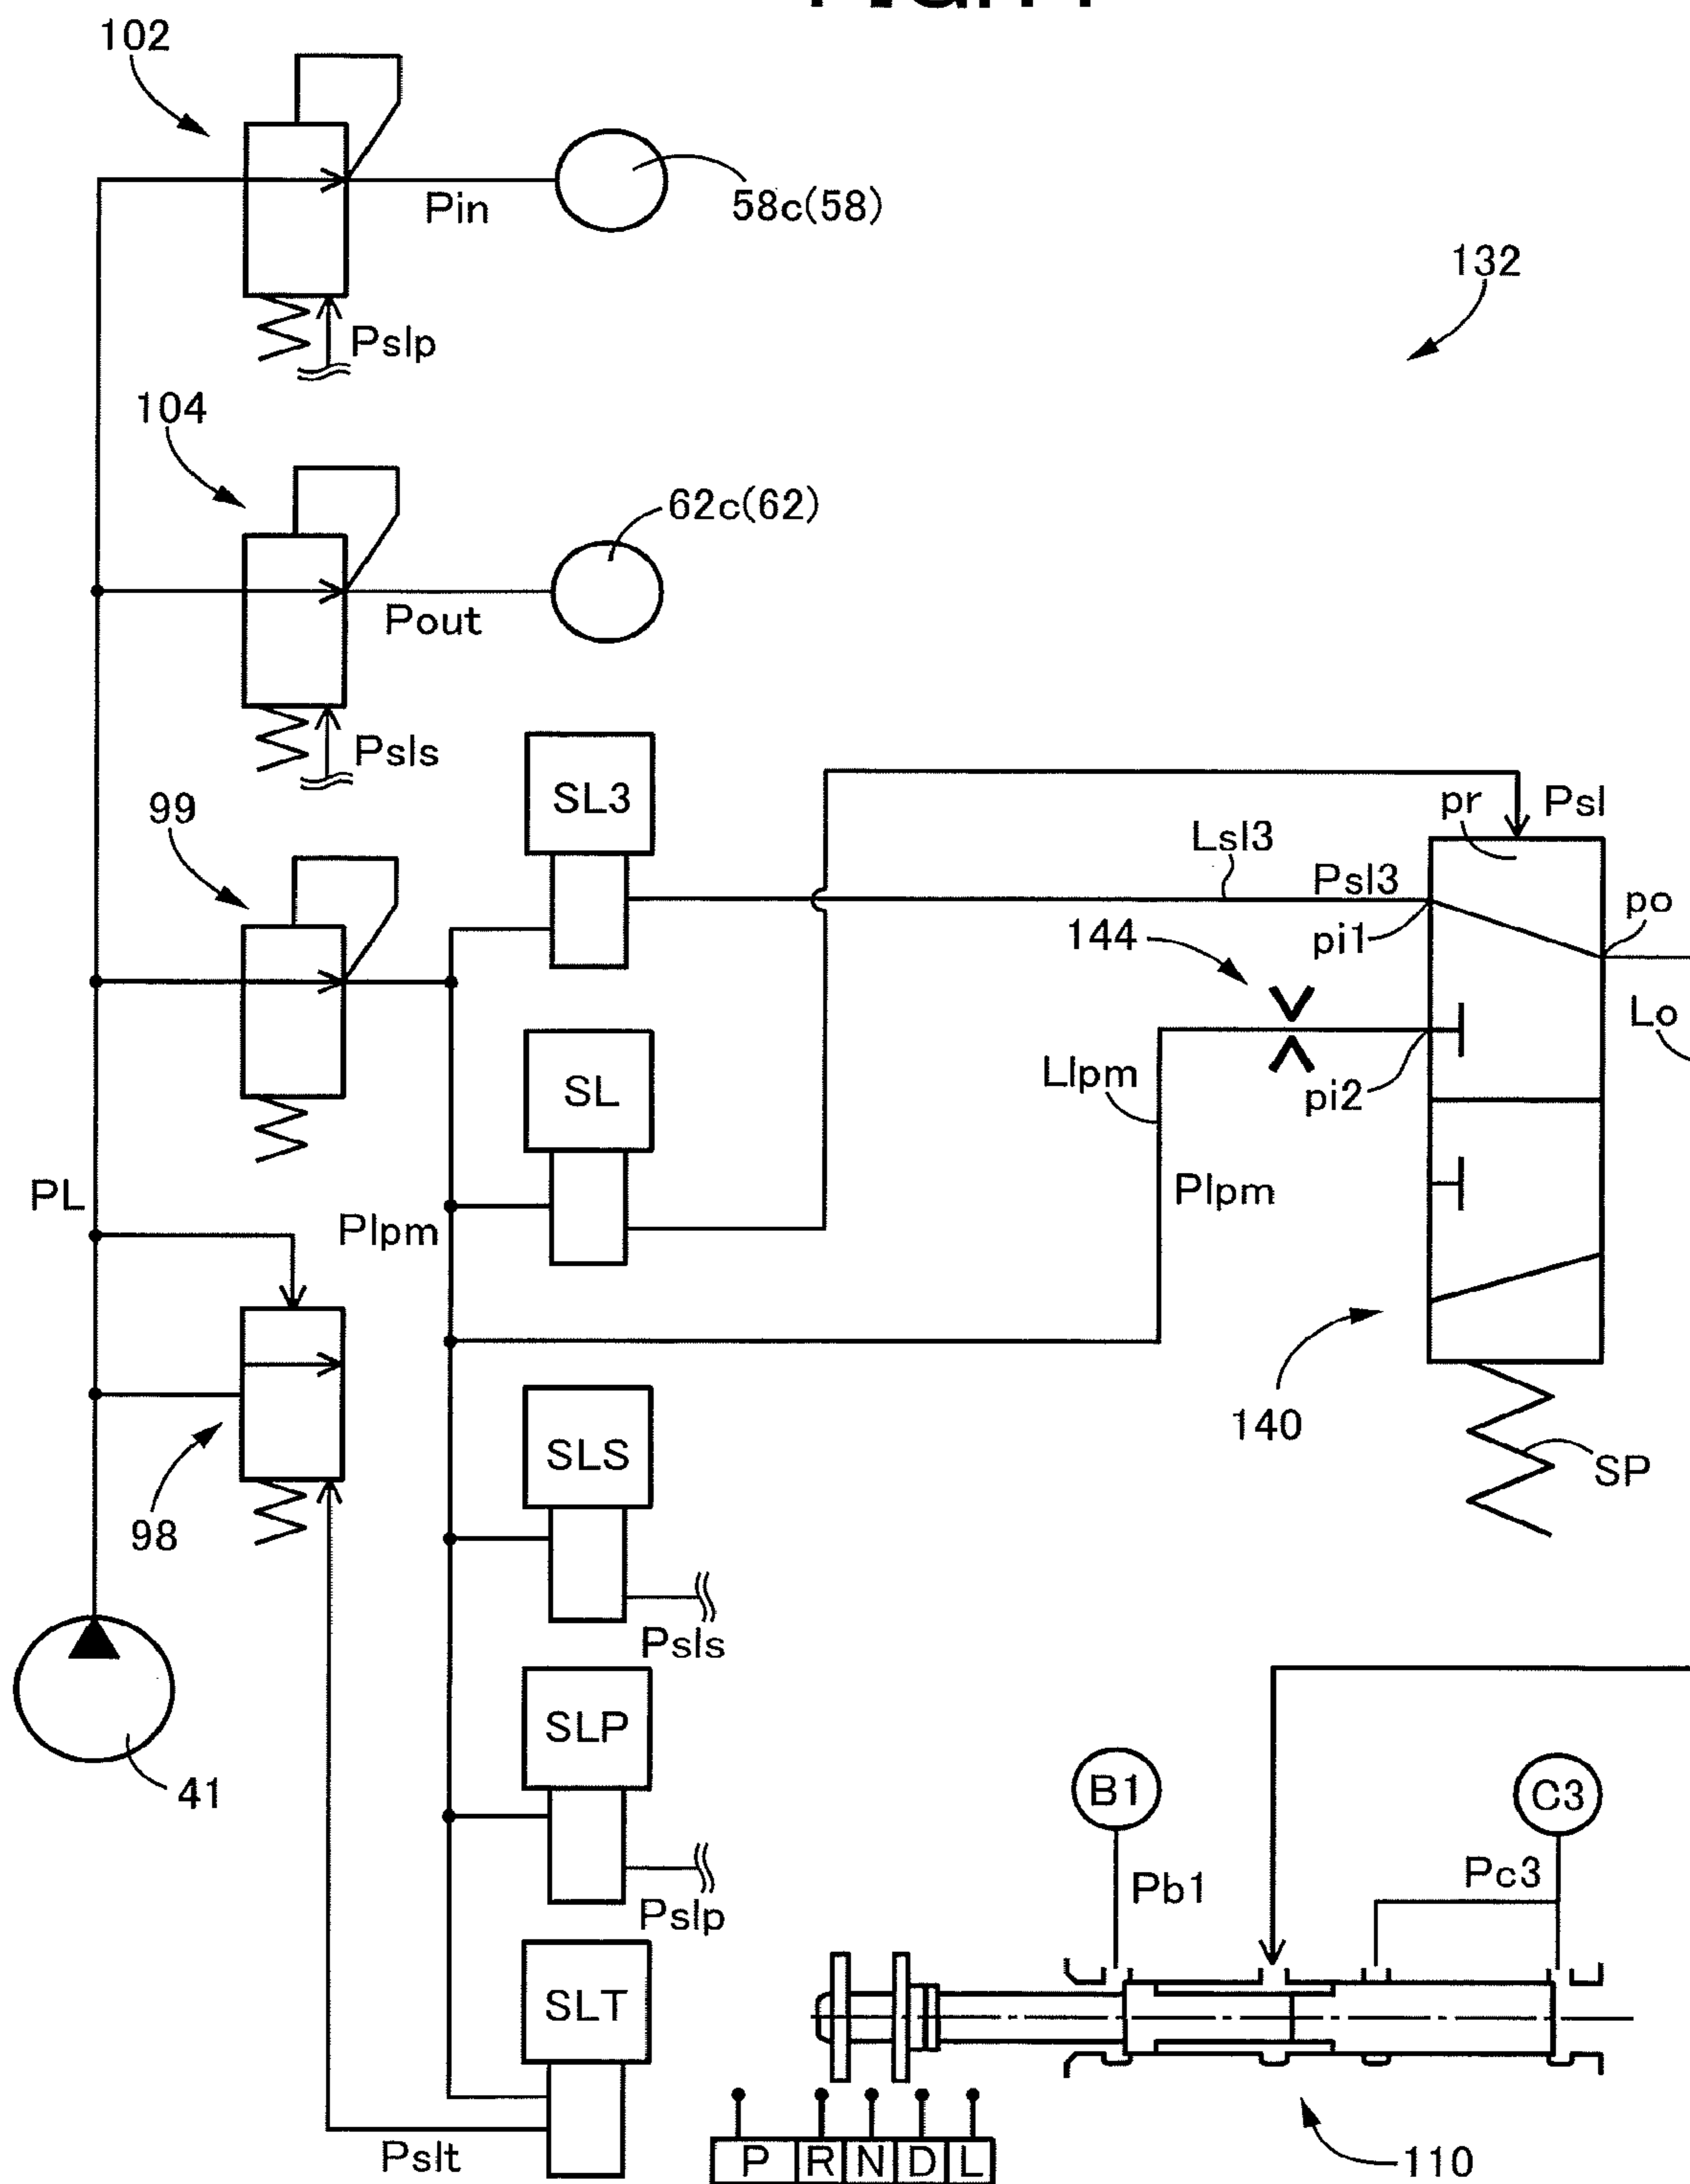 102
Pin
58c(58)
132
Pslp
104
62c(62)
Pout
Psls
99
SL3
pr
Psl
Lsl3
Psl3
po
144
pi1
Lo
SL
Llpm
pi2
PL
Plpm
Plpm
140
SLS
SP
98
Psls
SLP
41
B1
C3
Pc3
Pb1
Pslp
SLT
Pslt
P R N D L
110